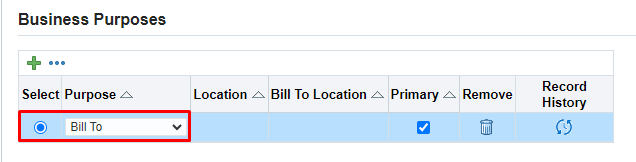 Business Purposes
Select Purpose Location Bill To Location Primary Remove Record History
Bill To